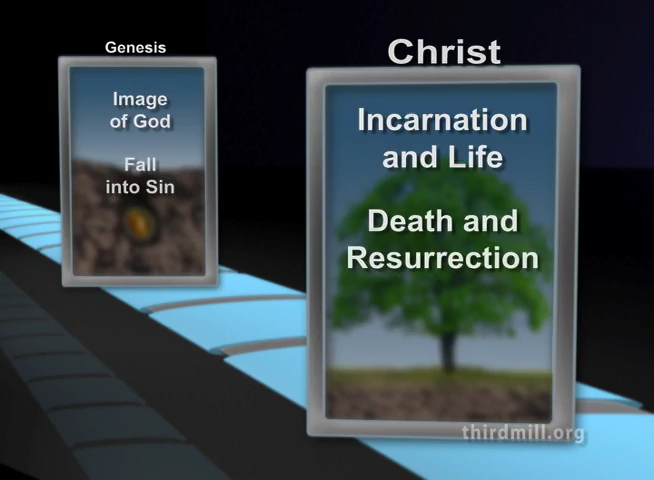 Genesis
Image
of God
Fall
into Sin
Christ
Incarnation
and Life
Death and
Resurrection
thirdmill.org